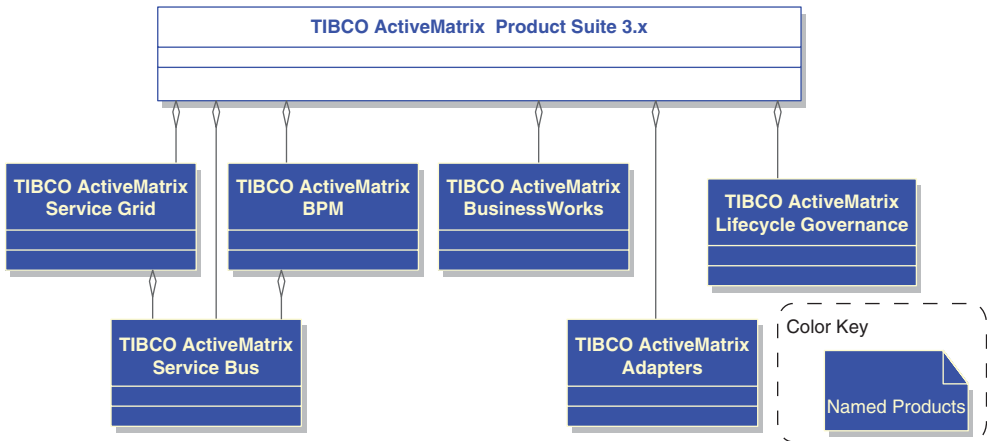 TIBCO ActiveMatrix Product Suite 3.x
TIBCO ActiveMatrix
Service Grid
TIBCO ActiveMatrix
BPM
TIBCO ActiveMatrix
BusinessWorks
TIBCO ActiveMatrix
Lifecycle Governance
TIBCO ActiveMatrix
Service Bus
TIBCO ActiveMatrix
Adapters
Color Key
Named Products